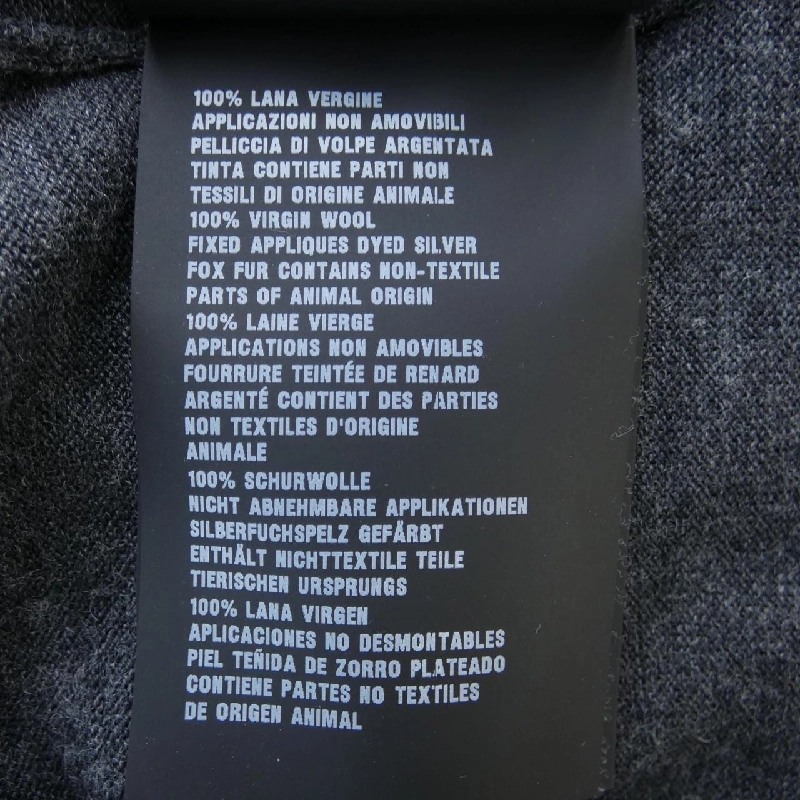 100% LANA VERGINE
APPLICAZIONI NON AMOVIBILI
PELLICCIA DI VOLPE ARGENTATA
TINTA CONTIENE PARTI NON
TESSILI DI ORIGINE ANIMALE
100% VIRGIN WOOL
FIXED APPLIQUES DYED SILVER
FOX FUR CONTAINS NON-TEXTILE
PARTS OF ANIMAL ORIGIN
100% LAINE VIERGE
APPLICATIONS NON AMOVIBLES
FOURRURE TEINTÉE DE RENARD
ARGENTÉ CONTIENT DES PARTIES
NON TEXTILES D'ORIGINE
ANIMALE
100% SCHURWOLLE
NICHT ABNEHMBARE APPLIKATIONEN
SILBERFUCHSPELZ GEFÄRBT
ENTHÄLT NICHTTEXTILE TEILE
TIERISCHEN URSPRUNGS
100% LANA VIRGEN
APLICACIONES NO DESMONTABLES
PIEL TEÑIDA DE ZORRO PLATEADO
CONTIENE PARTES NO TEXTILES
DE ORIGEN ANIMAL